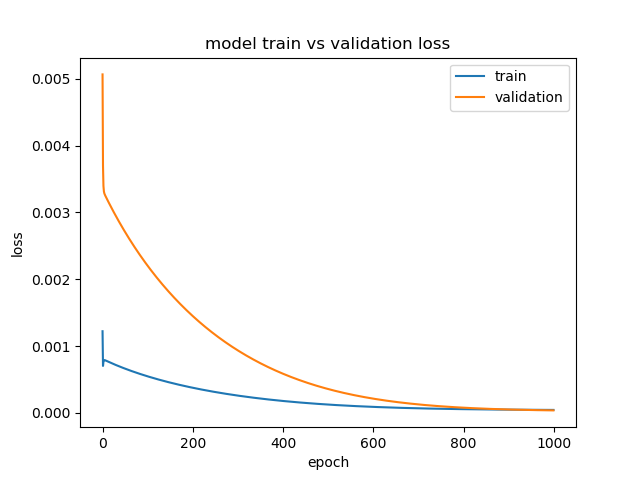 model train vs validation loss
train
validation
0.005
0.004
0.003
0.002
0.001
0.000
loss
0 200 400 600 800 1000
epoch